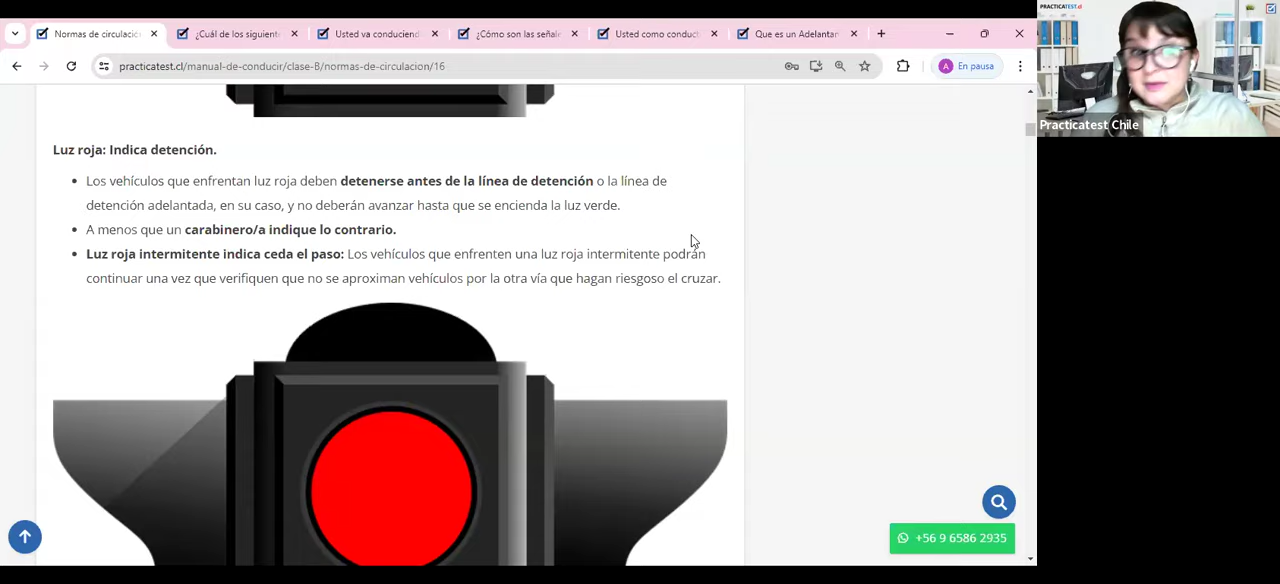 Normas de circulació
¿Cuál de los siguient
Usted va conduciend
¿Cómo son las señale
Usted como conduct
Que es un Adelantar
practicatest.cl/manual-de-conducir/clase-B/normas-de-circulacion/16
A En pausa
PRACTICATEST.cl
Practicatest Chile
Luz roja: Indica detención.
Los vehículos que enfrentan luz roja deben detenerse antes de la línea de detención o la línea de
detención adelantada, en su caso, y no deberán avanzar hasta que se encienda la luz verde.
A menos que un carabinero/a indique lo contrario.
Luz roja intermitente indica ceda el paso: Los vehículos que enfrenten una luz roja intermitente podrán
continuar una vez que verifiquen que no se aproximan vehículos por la otra vía que hagan riesgoso el cruzar.
+56 9 6586 2935